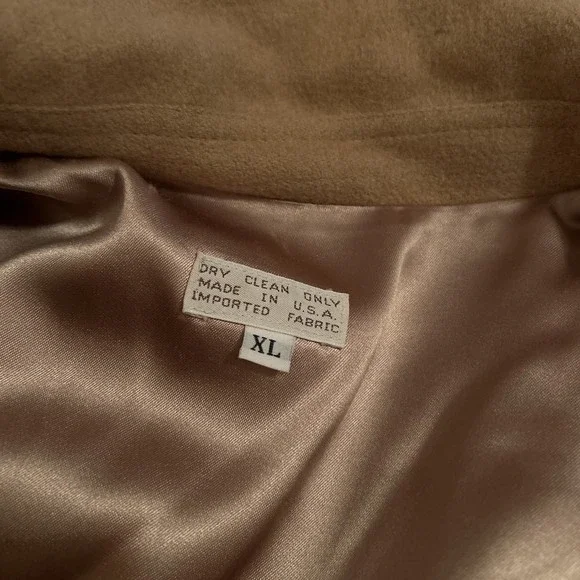 DRY CLEAN ONLY
MADE IN U.S.A.
IMPORTED FABRIC
XL